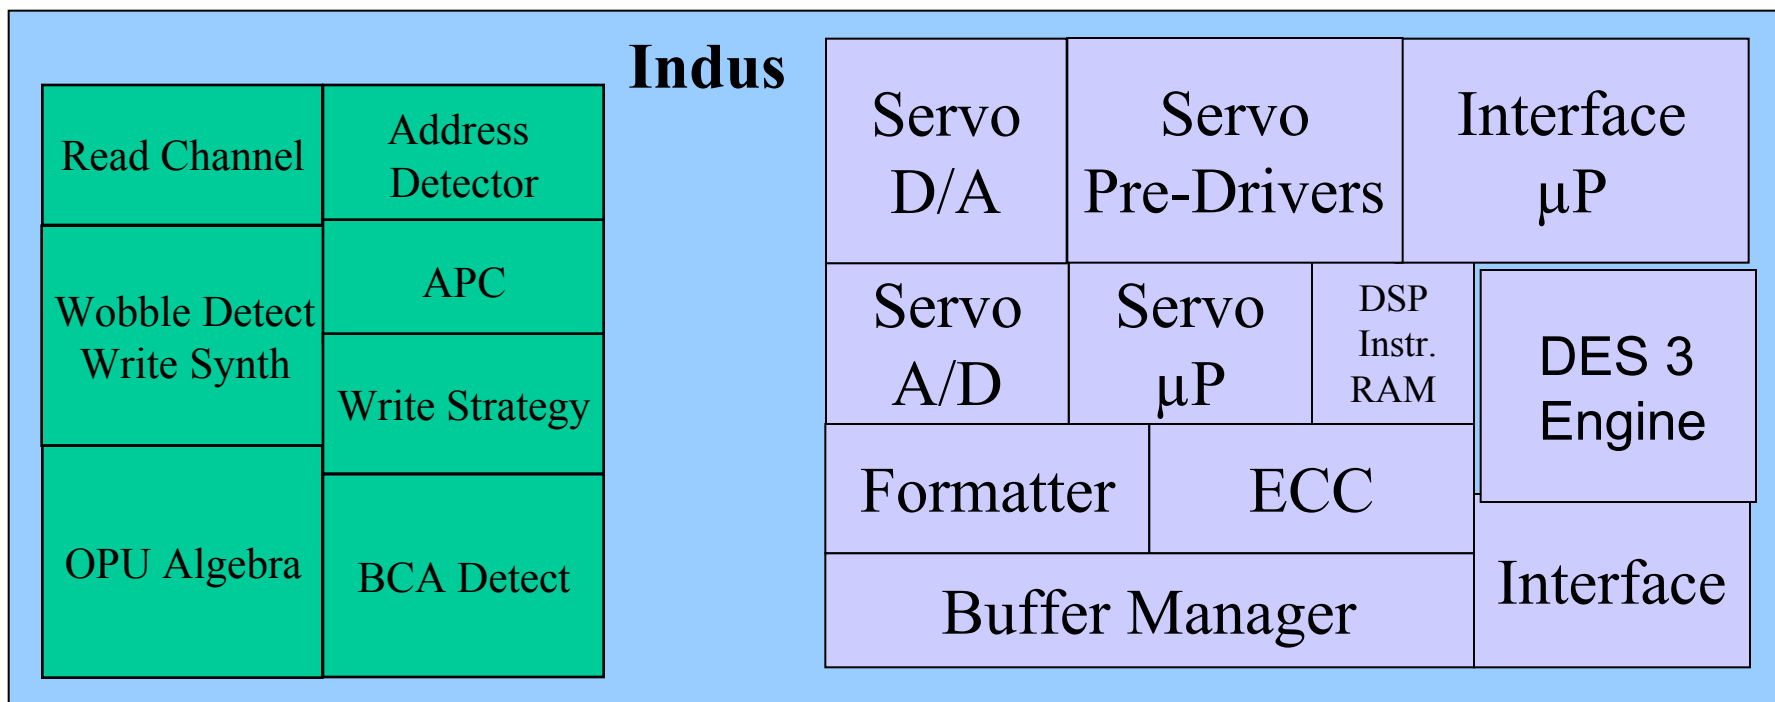 Indus
Read Channel
Address
Detector
Wobble Detect
Write Synth
APC
Write Strategy
OPU Algebra
BCA Detect
Servo
D/A
Servo
Pre-Drivers
Interface
µP
Servo
A/D
Servo
µP
DSP
Instr.
RAM
DES 3
Engine
Formatter
ECC
Buffer Manager
Interface